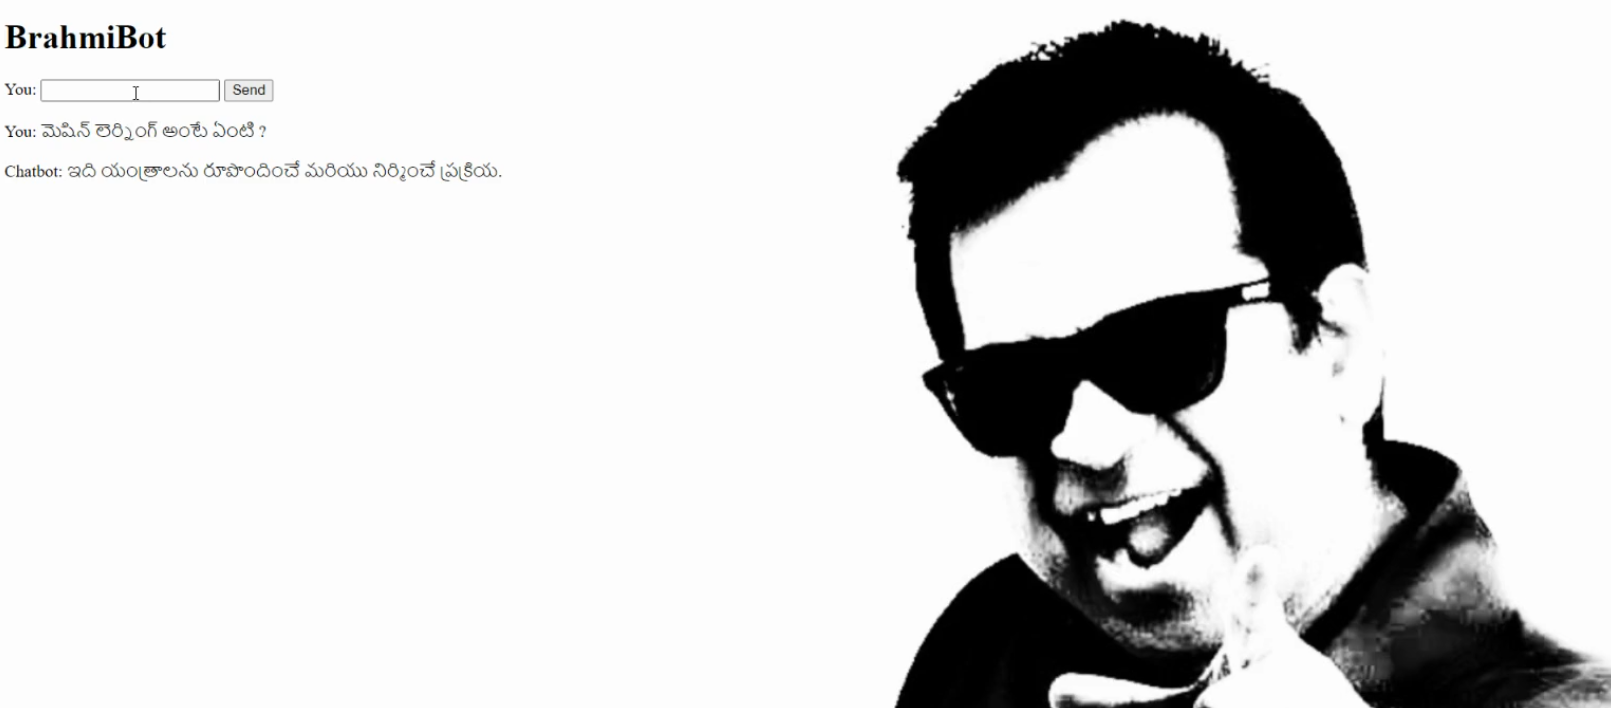 BrahmiBot
You: Send
You: మెషిన్ లెర్నింగ్ అంటే ఏంటి ?
Chatbot: ఇది యంత్రాలను రూపొందించే మరియు నిర్మించే ప్రక్రియ.